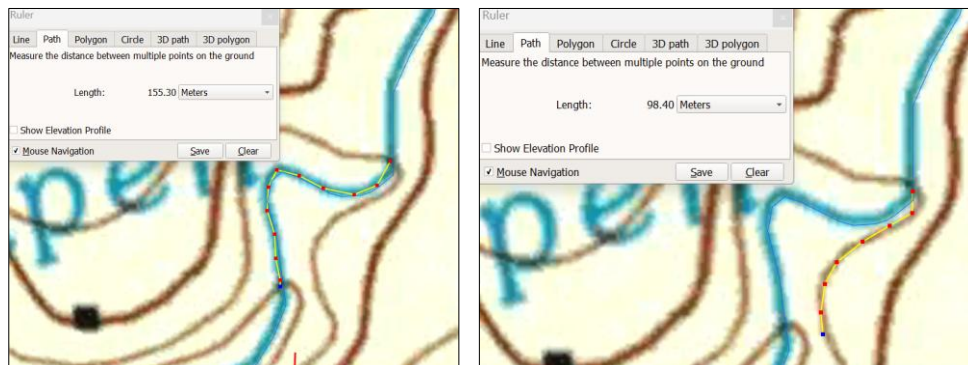 Ruler
Line Path Polygon Circle 3D path 3D polygon
Measure the distance between multiple points on the ground
Length: 155.30 Meters
Show Elevation Profile
Mouse Navigation Save Clear
Ruler
Line Path Polygon Circle 3D path 3D polygon
Measure the distance between multiple points on the ground
Length: 98.40 Meters
Show Elevation Profile
Mouse Navigation Save Clear